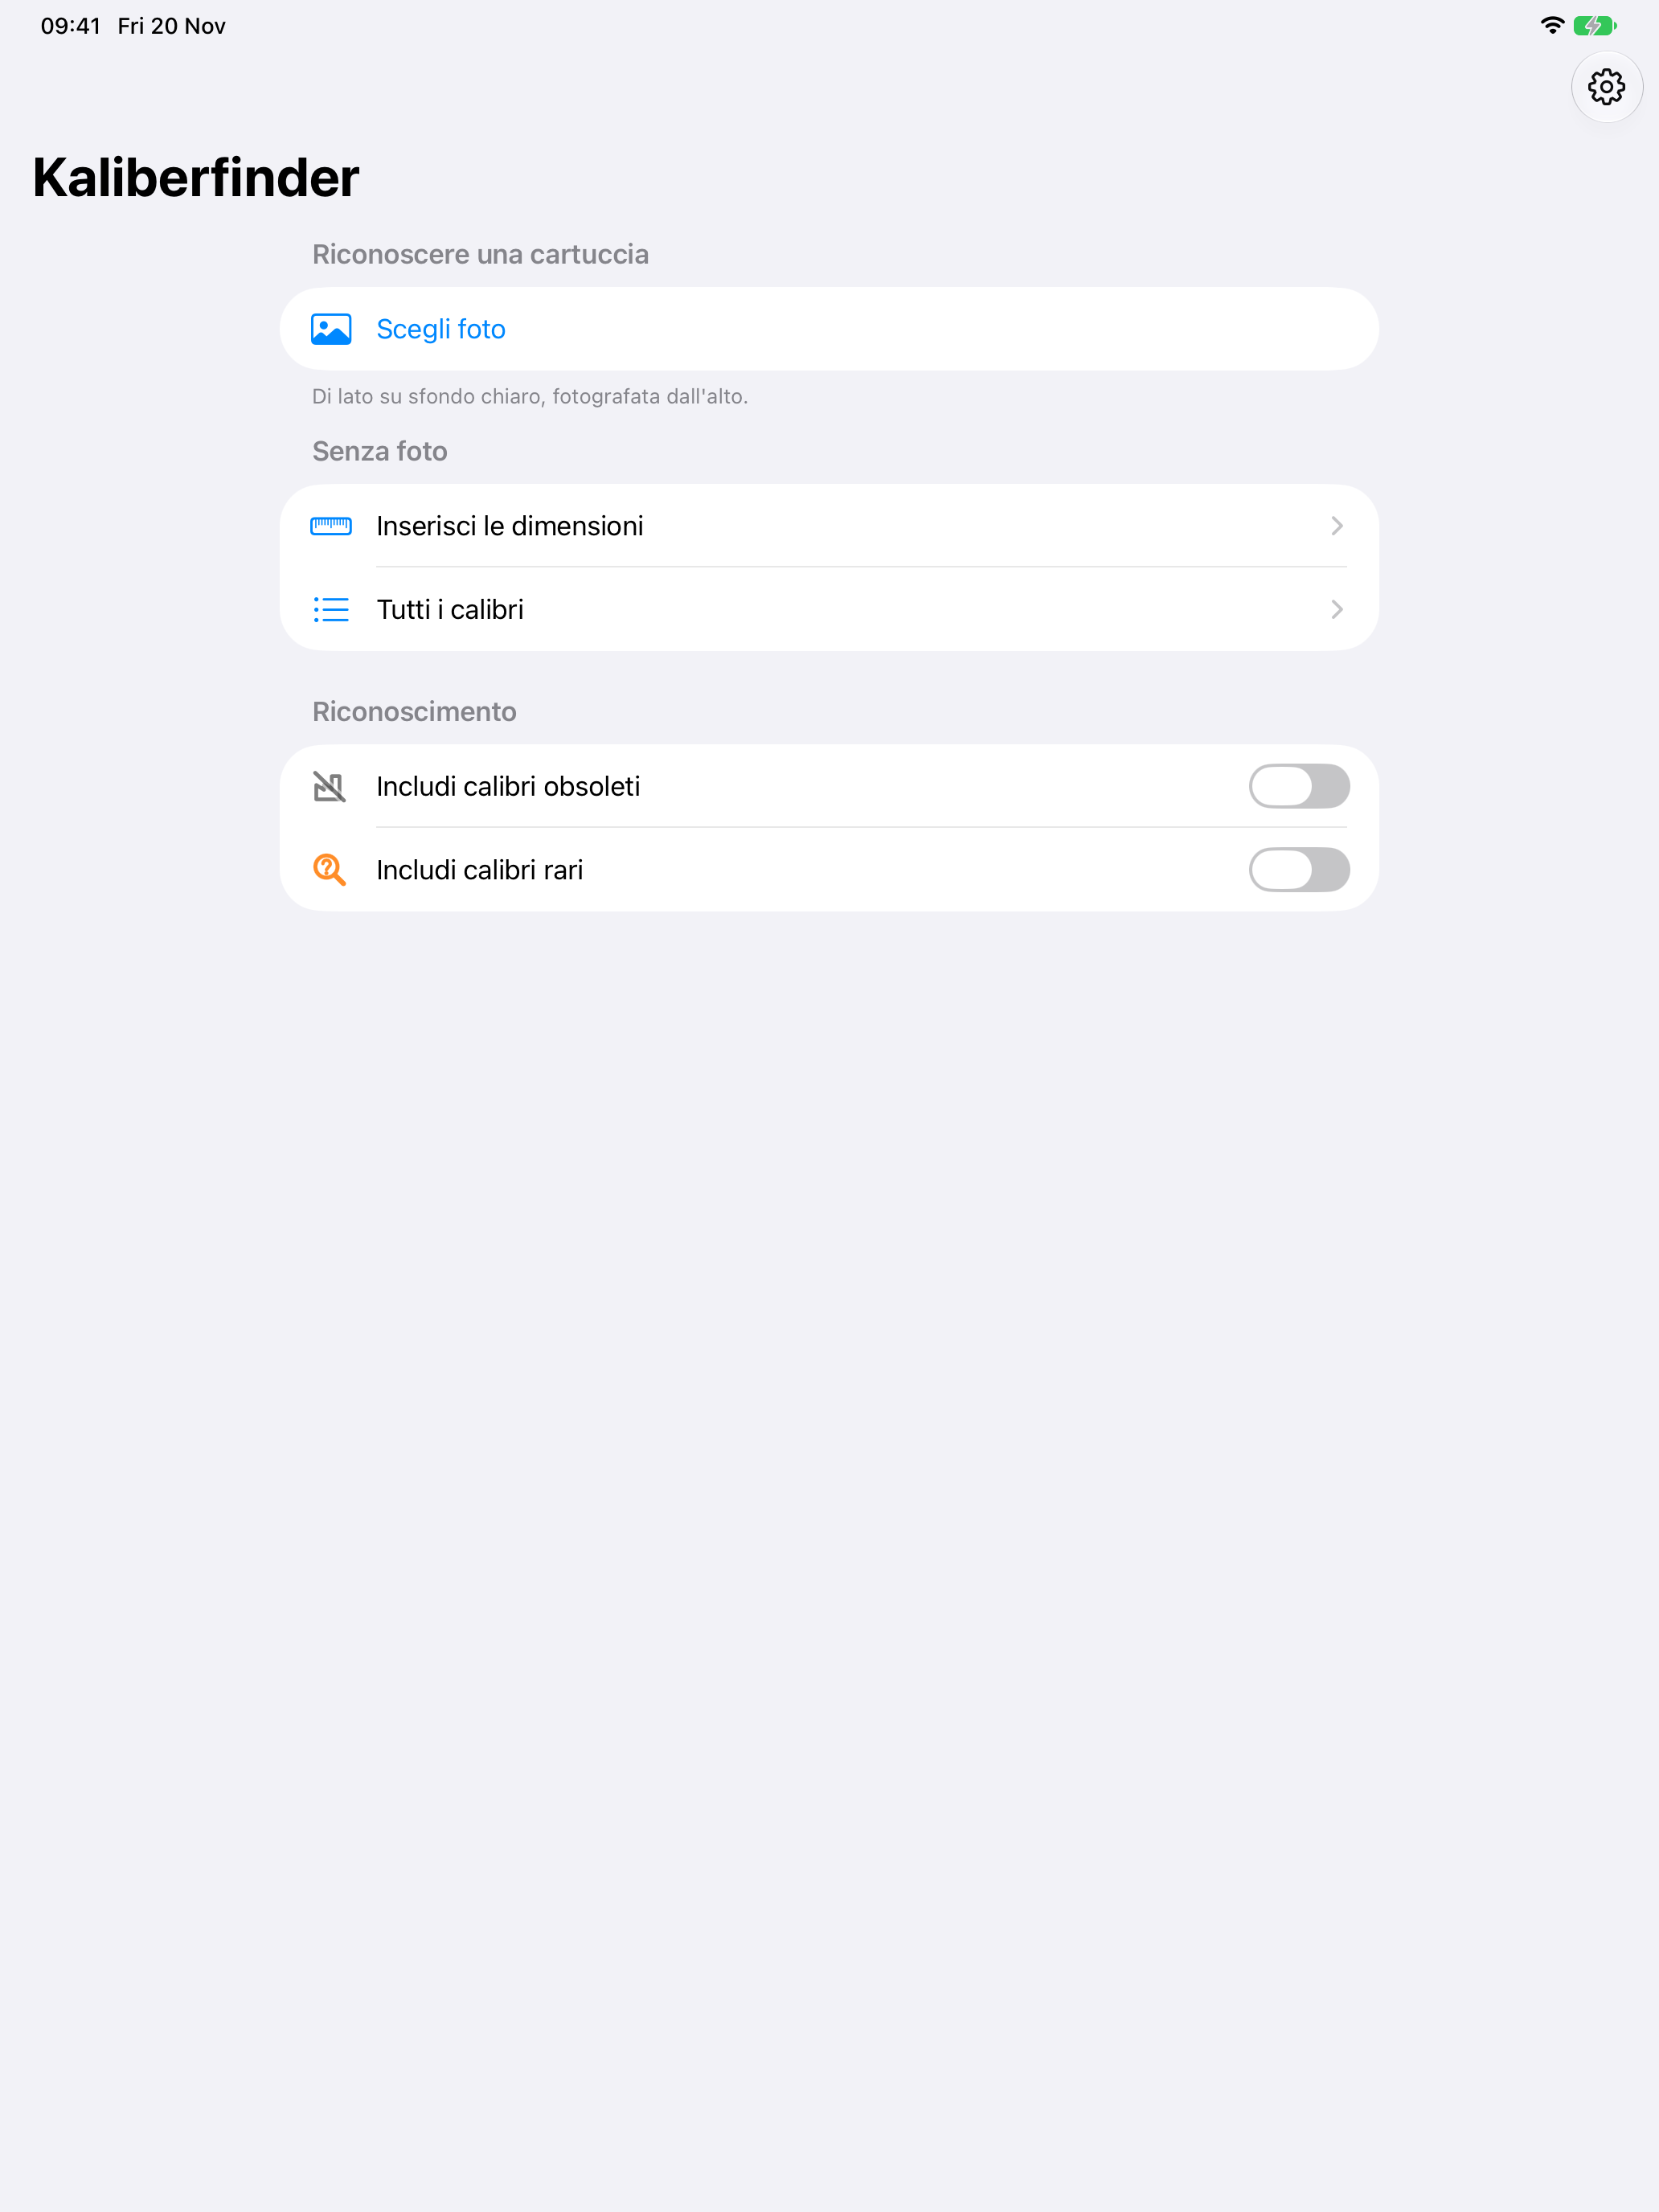 09:41 Fri 20 Nov
Kaliberfinder
Riconoscere una cartuccia
Scegli foto
Di lato su sfondo chiaro, fotografata dall'alto.
Senza foto
Inserisci le dimensioni
Tutti i calibri
Riconoscimento
Includi calibri obsoleti
Includi calibri rari